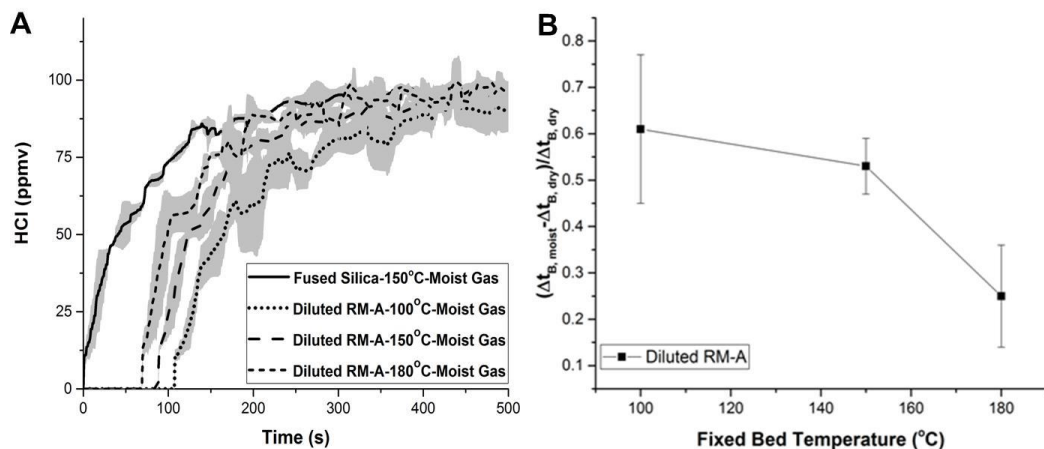 A
HCl (ppmv)
100
75
50
25
0
Fused Silica-150°C-Moist Gas
Diluted RM-A-100°C-Moist Gas
Diluted RM-A-150°C-Moist Gas
Diluted RM-A-180°C-Moist Gas
0 100 200 300 400 500
Time (s)
B
(Δt_B, moist-Δt_B, dry)/Δt_B, dry
0.8
0.7
0.6
0.5
0.4
0.3
0.2
0.1
Diluted RM-A
100 120 140 160 180
Fixed Bed Temperature (°C)